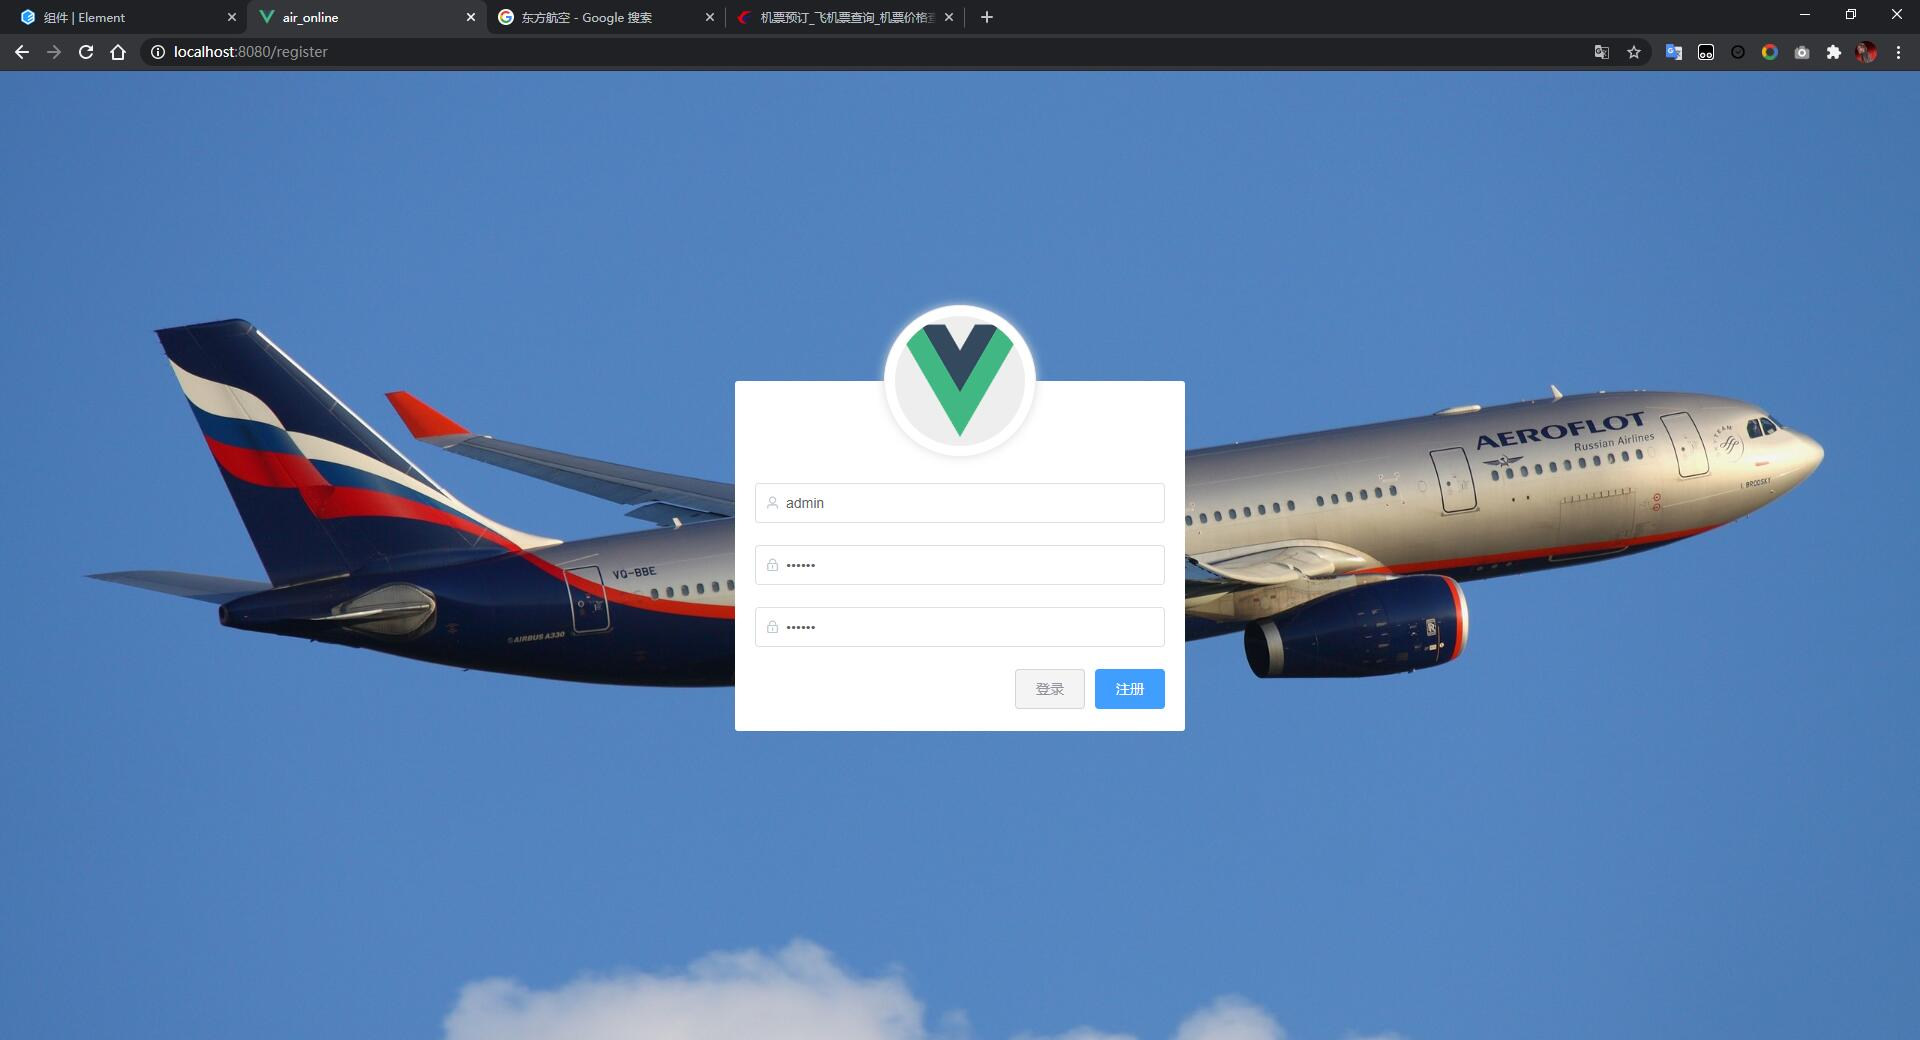 组件 | Element
air_online
东方航空 - Google 搜索
机票预订_飞机票查询_机票价格查
localhost:8080/register
AEROFLOT
Russian Airlines
I. BRODSKY
admin
••••••
VQ-BBE
••••••
AIRBUS A330
登录
注册